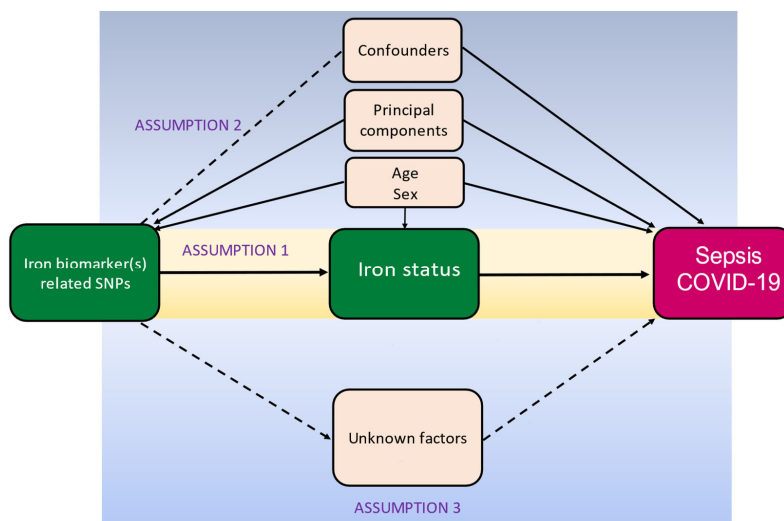 Confounders
ASSUMPTION 2
Principal
components
Age
Sex
ASSUMPTION 1
Iron biomarker(s)
related SNPs
Iron status
Sepsis
COVID-19
Unknown factors
ASSUMPTION 3